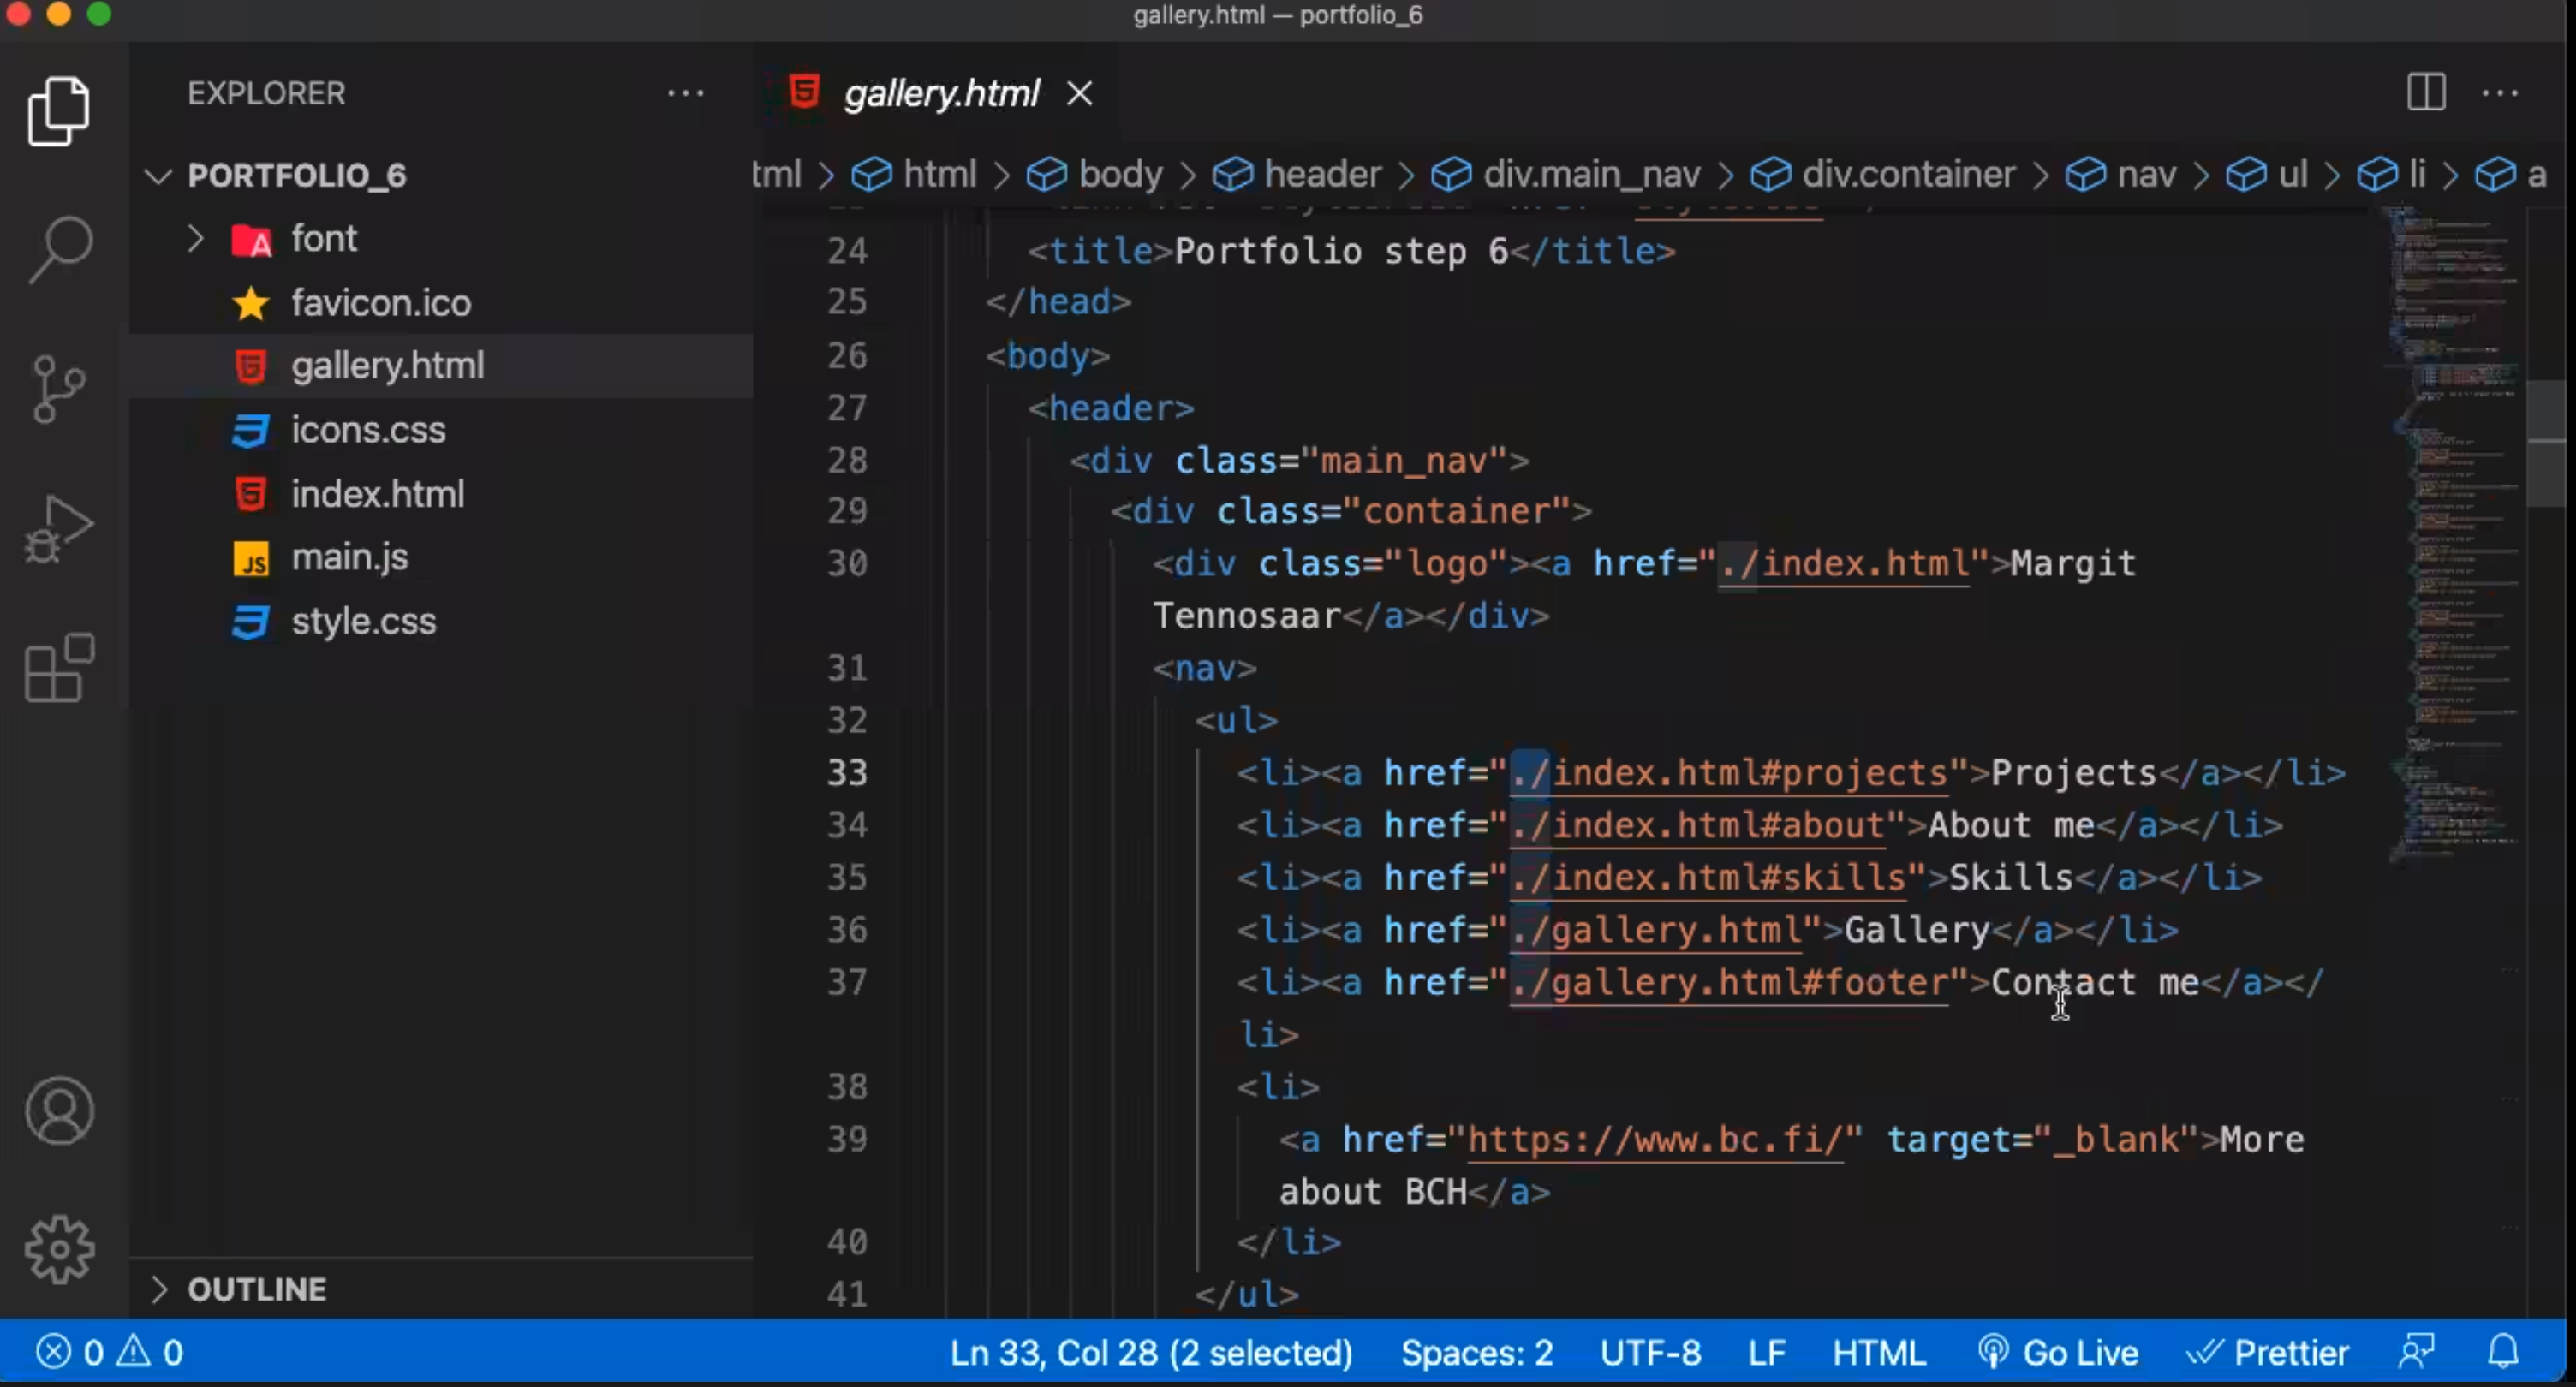 gallery.html — portfolio_6
EXPLORER
gallery.html
PORTFOLIO_6
tml > html > body > header > div.main_nav > div.container > nav > ul > li > a
font
favicon.ico
gallery.html
icons.css
index.html
JS main.js
style.css
24 <title>Portfolio step 6</title>
25 </head>
26 <body>
27 <header>
28 <div class="main_nav">
29 <div class="container">
30 <div class="logo"><a href="./index.html">Margit
Tennosaar</a></div>
31 <nav>
32 <ul>
33 <li><a href="./index.html#projects">Projects</a></li>
34 <li><a href="./index.html#about">About me</a></li>
35 <li><a href="./index.html#skills">Skills</a></li>
36 <li><a href="./gallery.html">Gallery</a></li>
37 <li><a href="./gallery.html#footer">Contact me</a></
li>
38 <li>
39 <a href="https://www.bc.fi/" target="_blank">More
about BCH</a>
40 </li>
41 </ul>
OUTLINE
0 0 Ln 33, Col 28 (2 selected) Spaces: 2 UTF-8 LF HTML Go Live Prettier